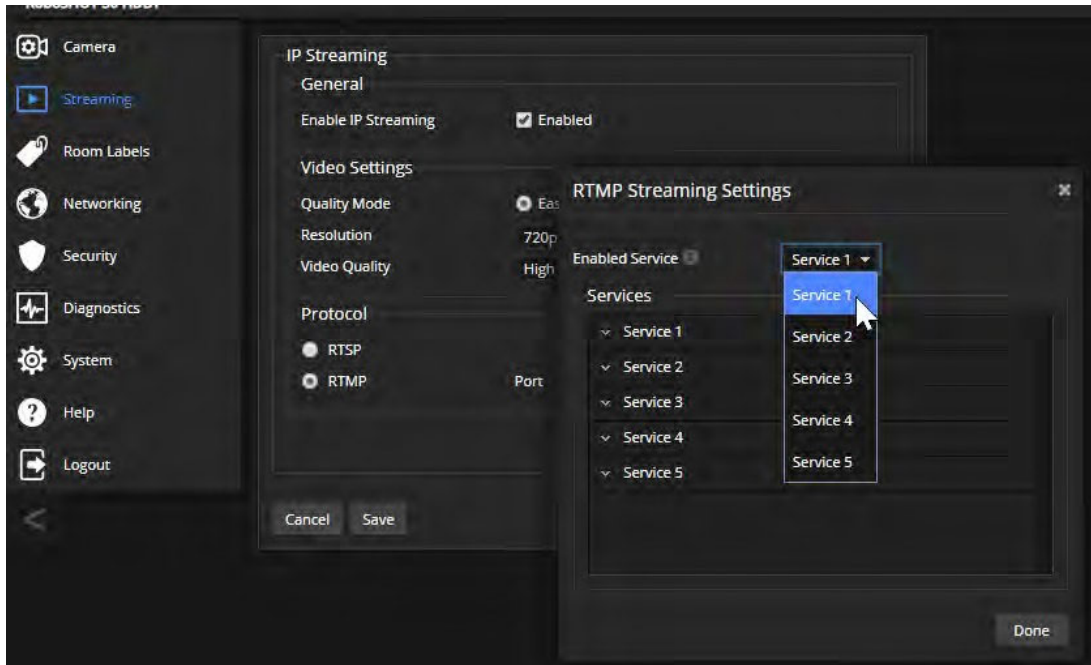 Camera
Streaming
Room Labels
Networking
Security
Diagnostics
System
Help
Logout
IP Streaming
General
Enable IP Streaming
Enabled
Video Settings
Quality Mode
Resolution
720p
Video Quality
High
Protocol
RTSP
RTMP
Port
Cancel
Save
RTMP Streaming Settings
Enabled Service
Service 1
Service 1
Service 2
Service 3
Service 4
Service 5
Services
Service 1
Service 2
Service 3
Service 4
Service 5
Done